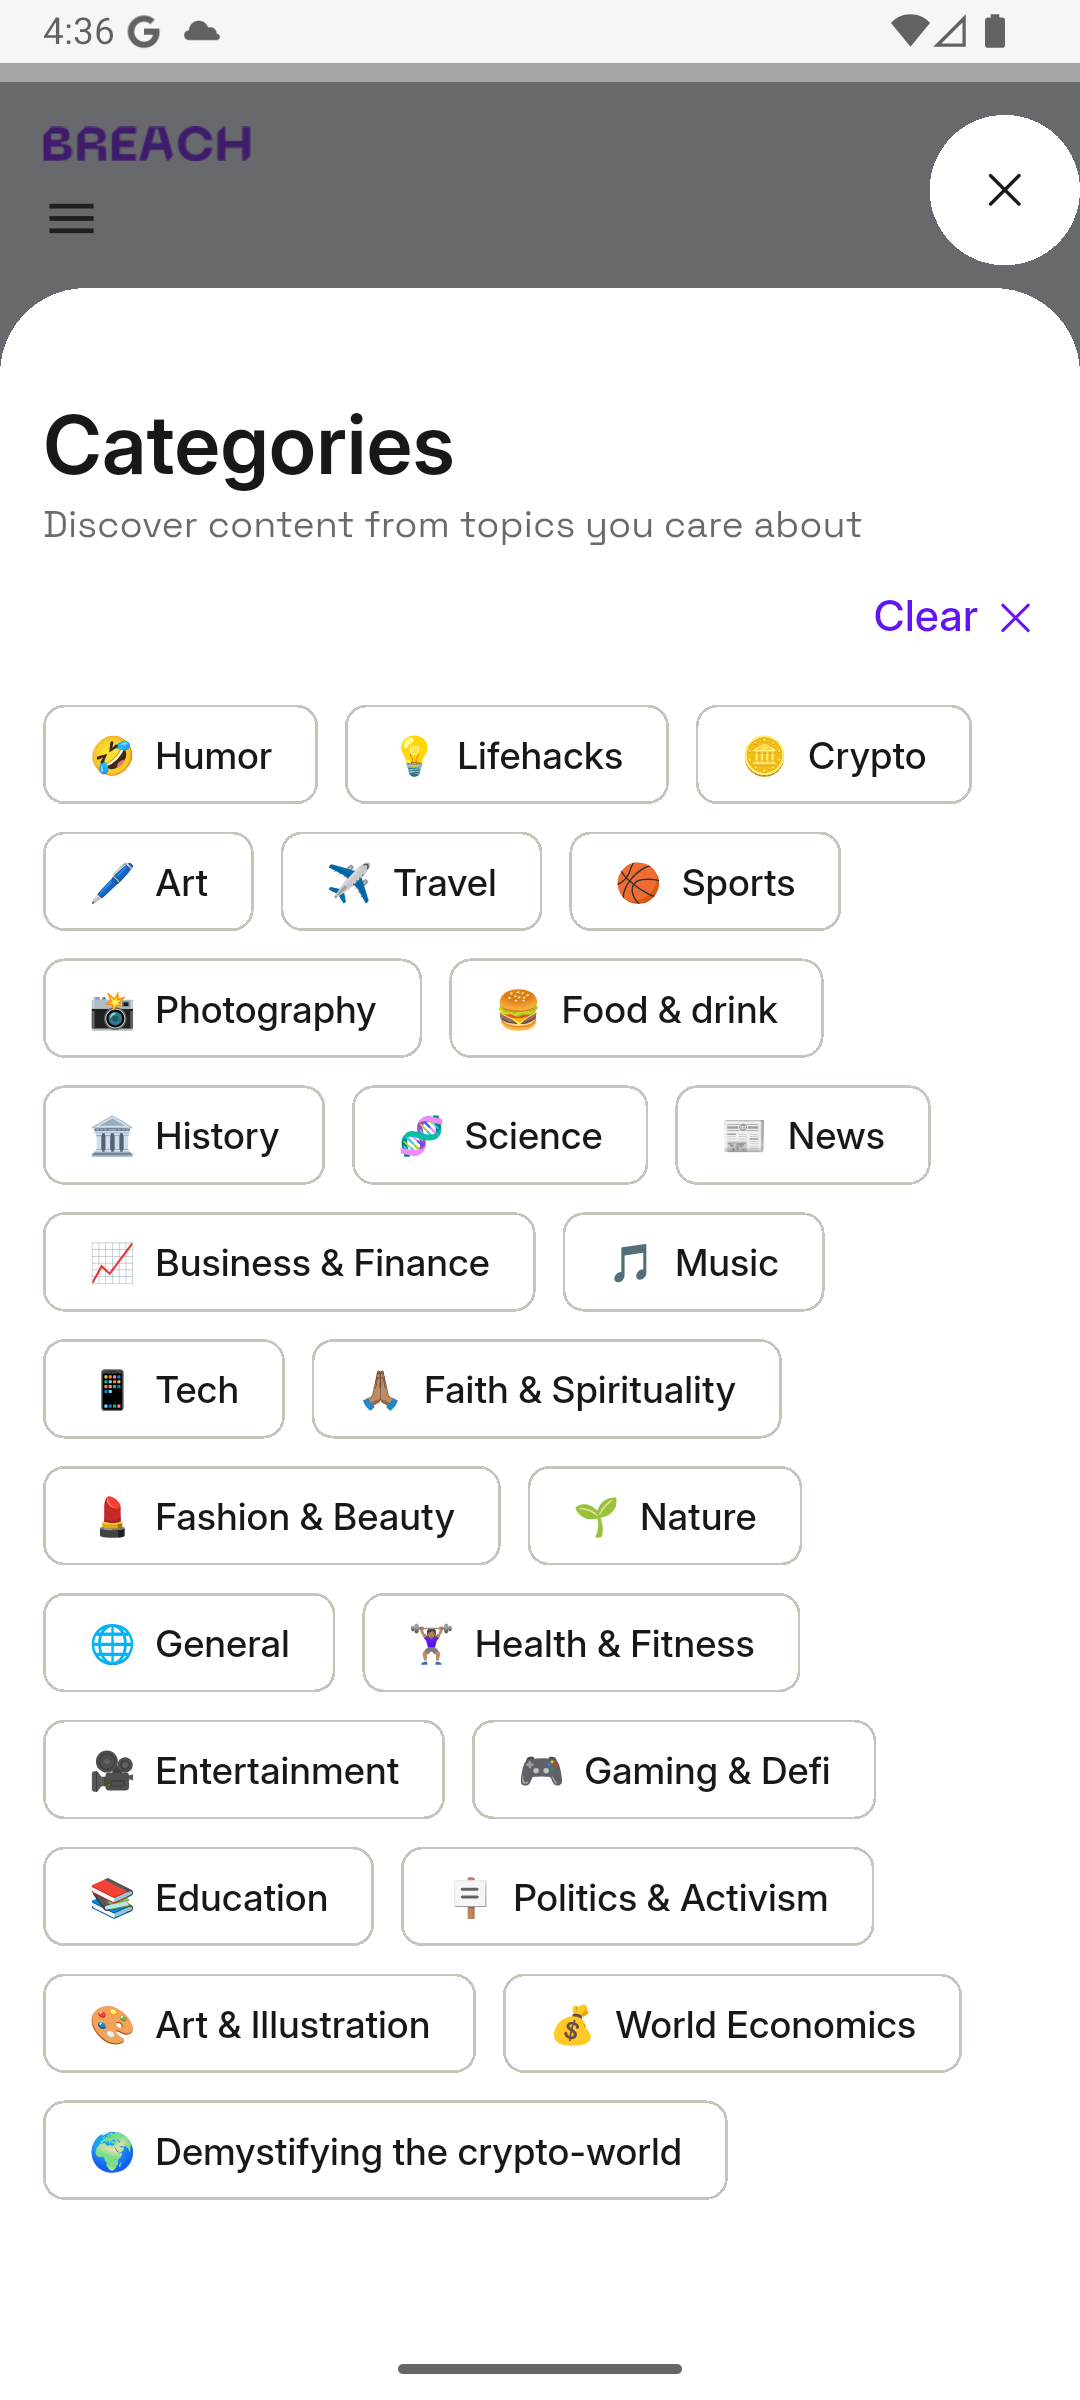 4:36
BREACH
Categories
Discover content from topics you care about
Clear
Humor Lifehacks Crypto
Art Travel Sports
Photography Food & drink
History Science News
Business & Finance Music
Tech Faith & Spirituality
Fashion & Beauty Nature
General Health & Fitness
Entertainment Gaming & Defi
Education Politics & Activism
Art & Illustration World Economics
Demystifying the crypto-world